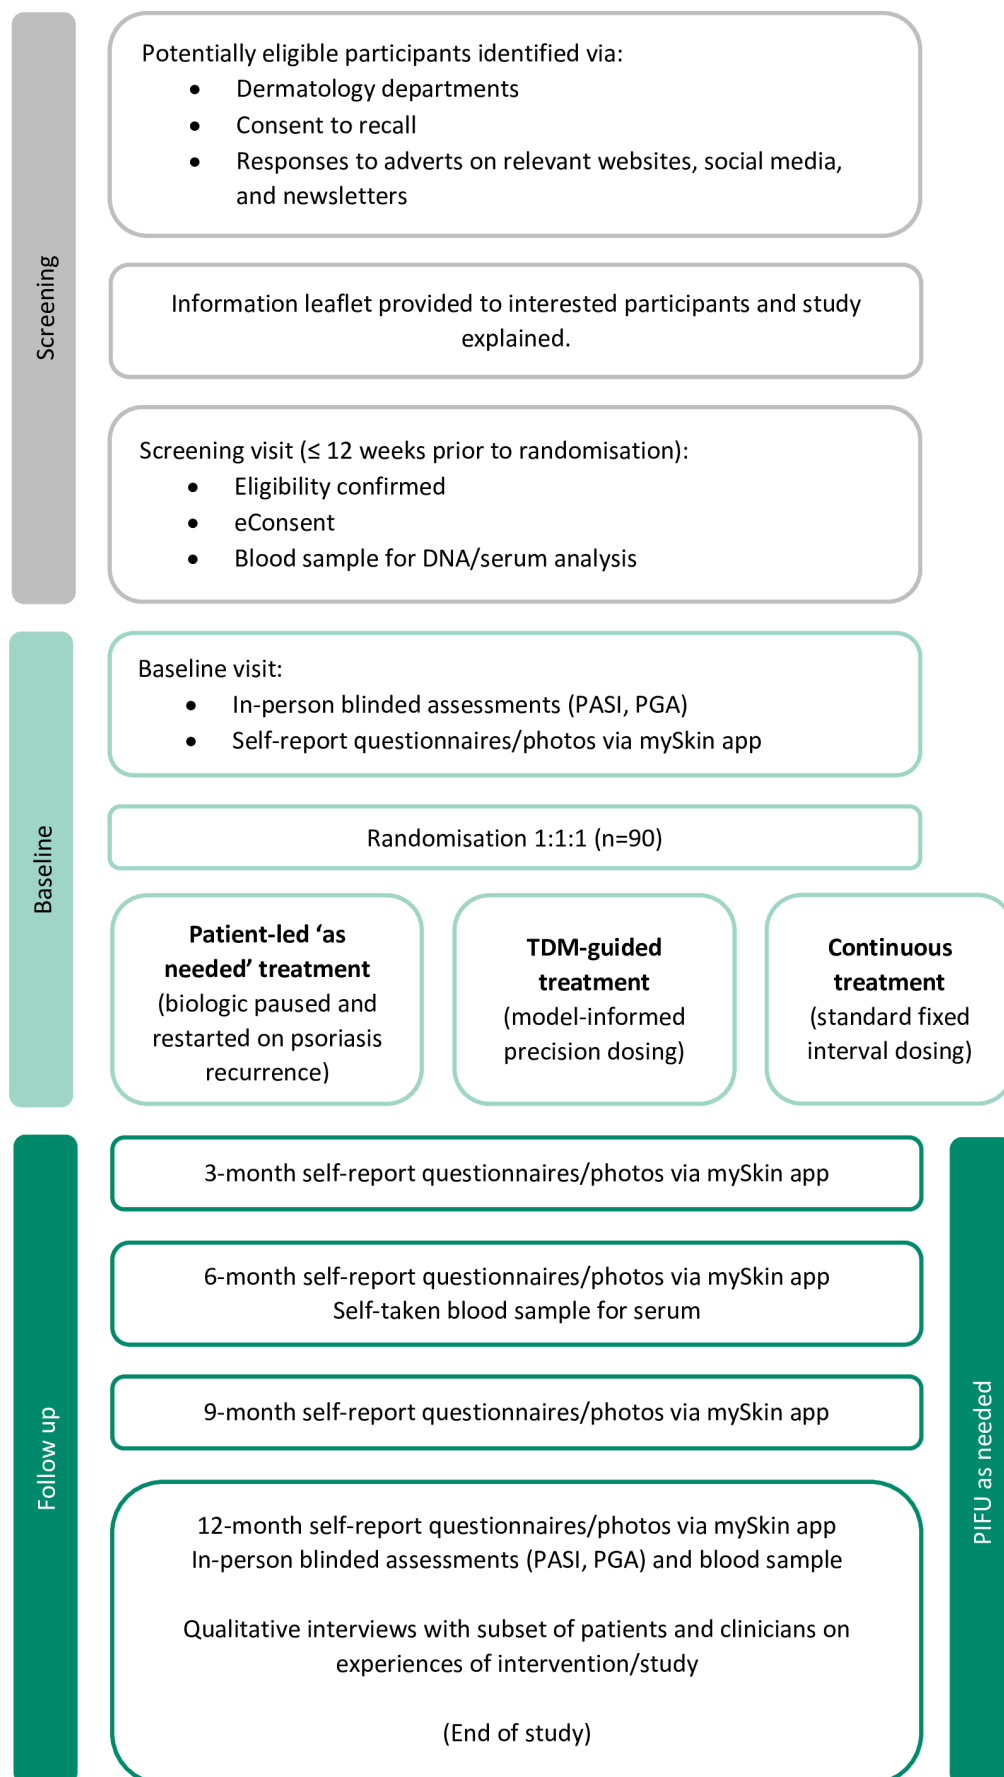 Screening
Potentially eligible participants identified via:
• Dermatology departments
• Consent to recall
• Responses to adverts on relevant websites, social media,
and newsletters
Information leaflet provided to interested participants and study
explained.
Screening visit (≤ 12 weeks prior to randomisation):
• Eligibility confirmed
• eConsent
• Blood sample for DNA/serum analysis
Baseline
Baseline visit:
• In-person blinded assessments (PASI, PGA)
• Self-report questionnaires/photos via mySkin app
Randomisation 1:1:1 (n=90)
Patient-led ‘as
needed’ treatment
(biologic paused and
restarted on psoriasis
recurrence)
TDM-guided
treatment
(model-informed
precision dosing)
Continuous
treatment
(standard fixed
interval dosing)
Follow up
3-month self-report questionnaires/photos via mySkin app
6-month self-report questionnaires/photos via mySkin app
Self-taken blood sample for serum
9-month self-report questionnaires/photos via mySkin app
12-month self-report questionnaires/photos via mySkin app
In-person blinded assessments (PASI, PGA) and blood sample
Qualitative interviews with subset of patients and clinicians on
experiences of intervention/study
(End of study)
PIFU as needed